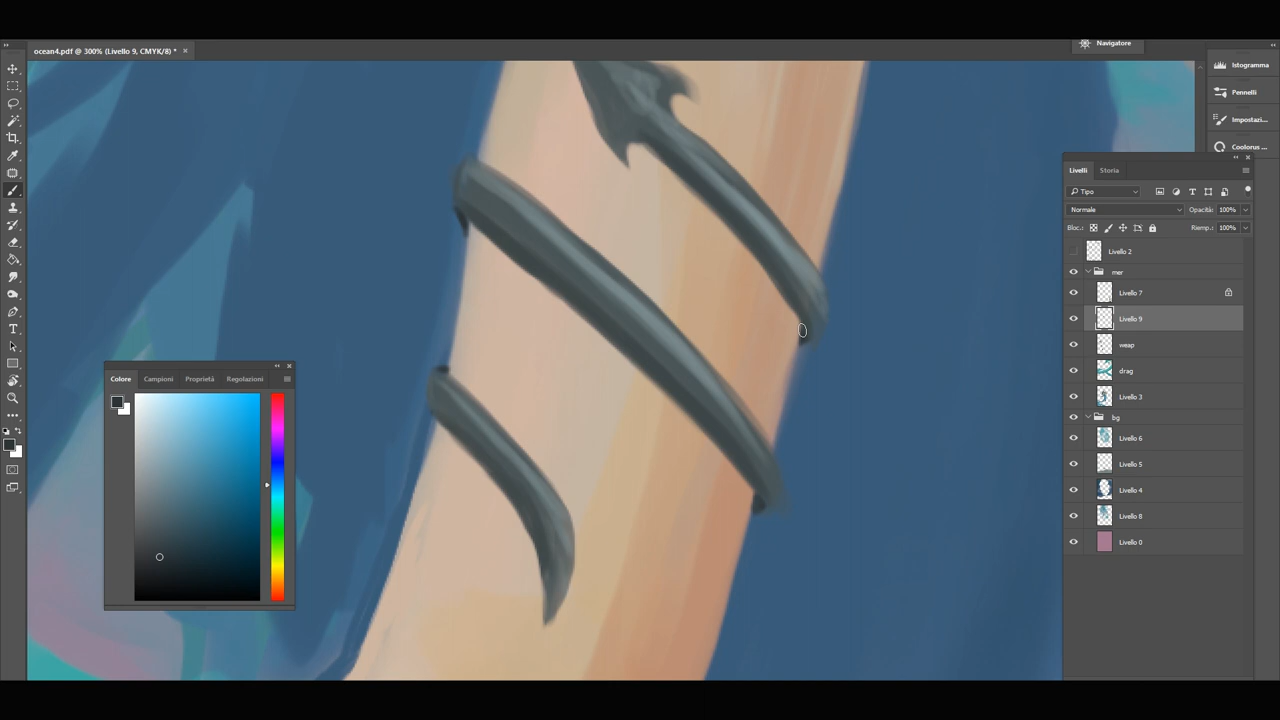 ocean4.pdf @ 300% (Livello 9, CMYK/8) *
Navigatore
Istogramma
Pennelli
Impostazi...
Coolorus ...
Livelli Storia
Tipo
Normale Opacità: 100%
Bloc.: Riemp.: 100%
Livello 2
mer
Livello 7
Livello 9
weap
drag
Livello 3
bg
Livello 6
Livello 5
Livello 4
Livello 8
Livello 0
Colore Campioni Proprietà Regolazioni